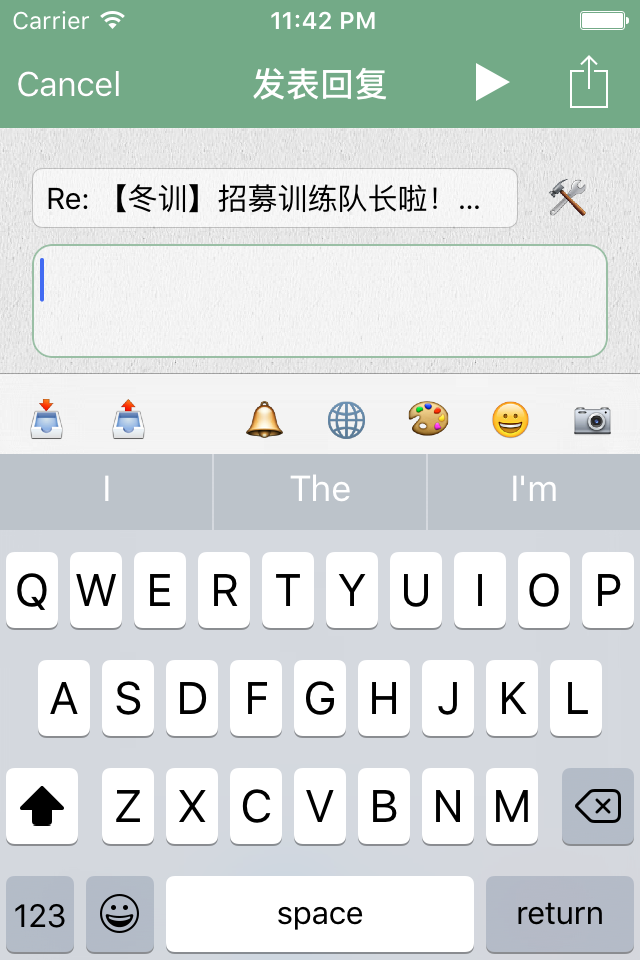 Carrier 11:42 PM
Cancel 发表回复
Re: 【冬训】招募训练队长啦！...
I The I'm
Q W E R T Y U I O P
A S D F G H J K L
Z X C V B N M
123 space return